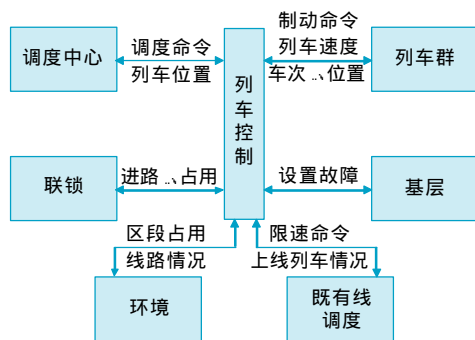 制动命令
列车速度
车次 ..、位置
调度命令
列车位置
调度中心
列车控制
列车群
联锁
进路 ..、占用
设置故障
基层
区段占用
线路情况
限速命令
上线列车情况
环境
既有线
调度